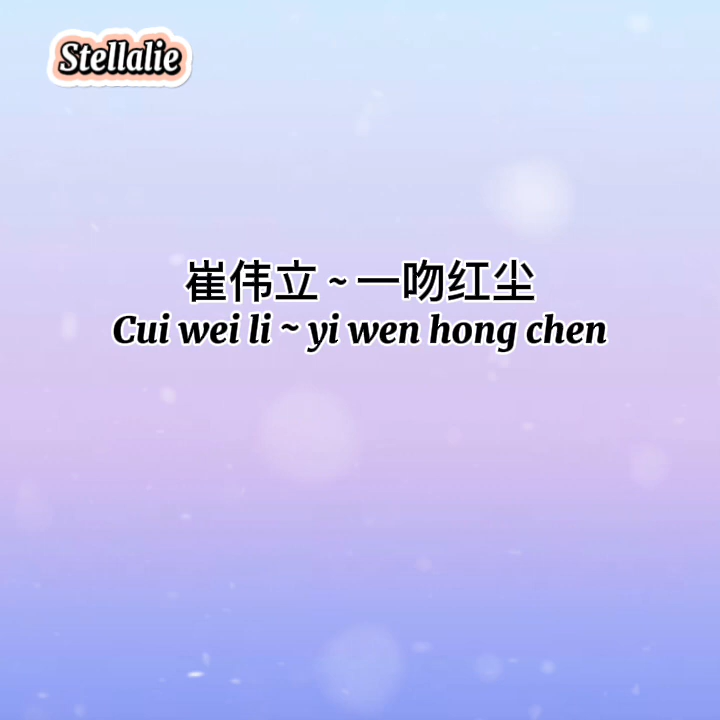 Stellalie
崔伟立~一吻红尘
Cui wei li ~ yi wen hong chen